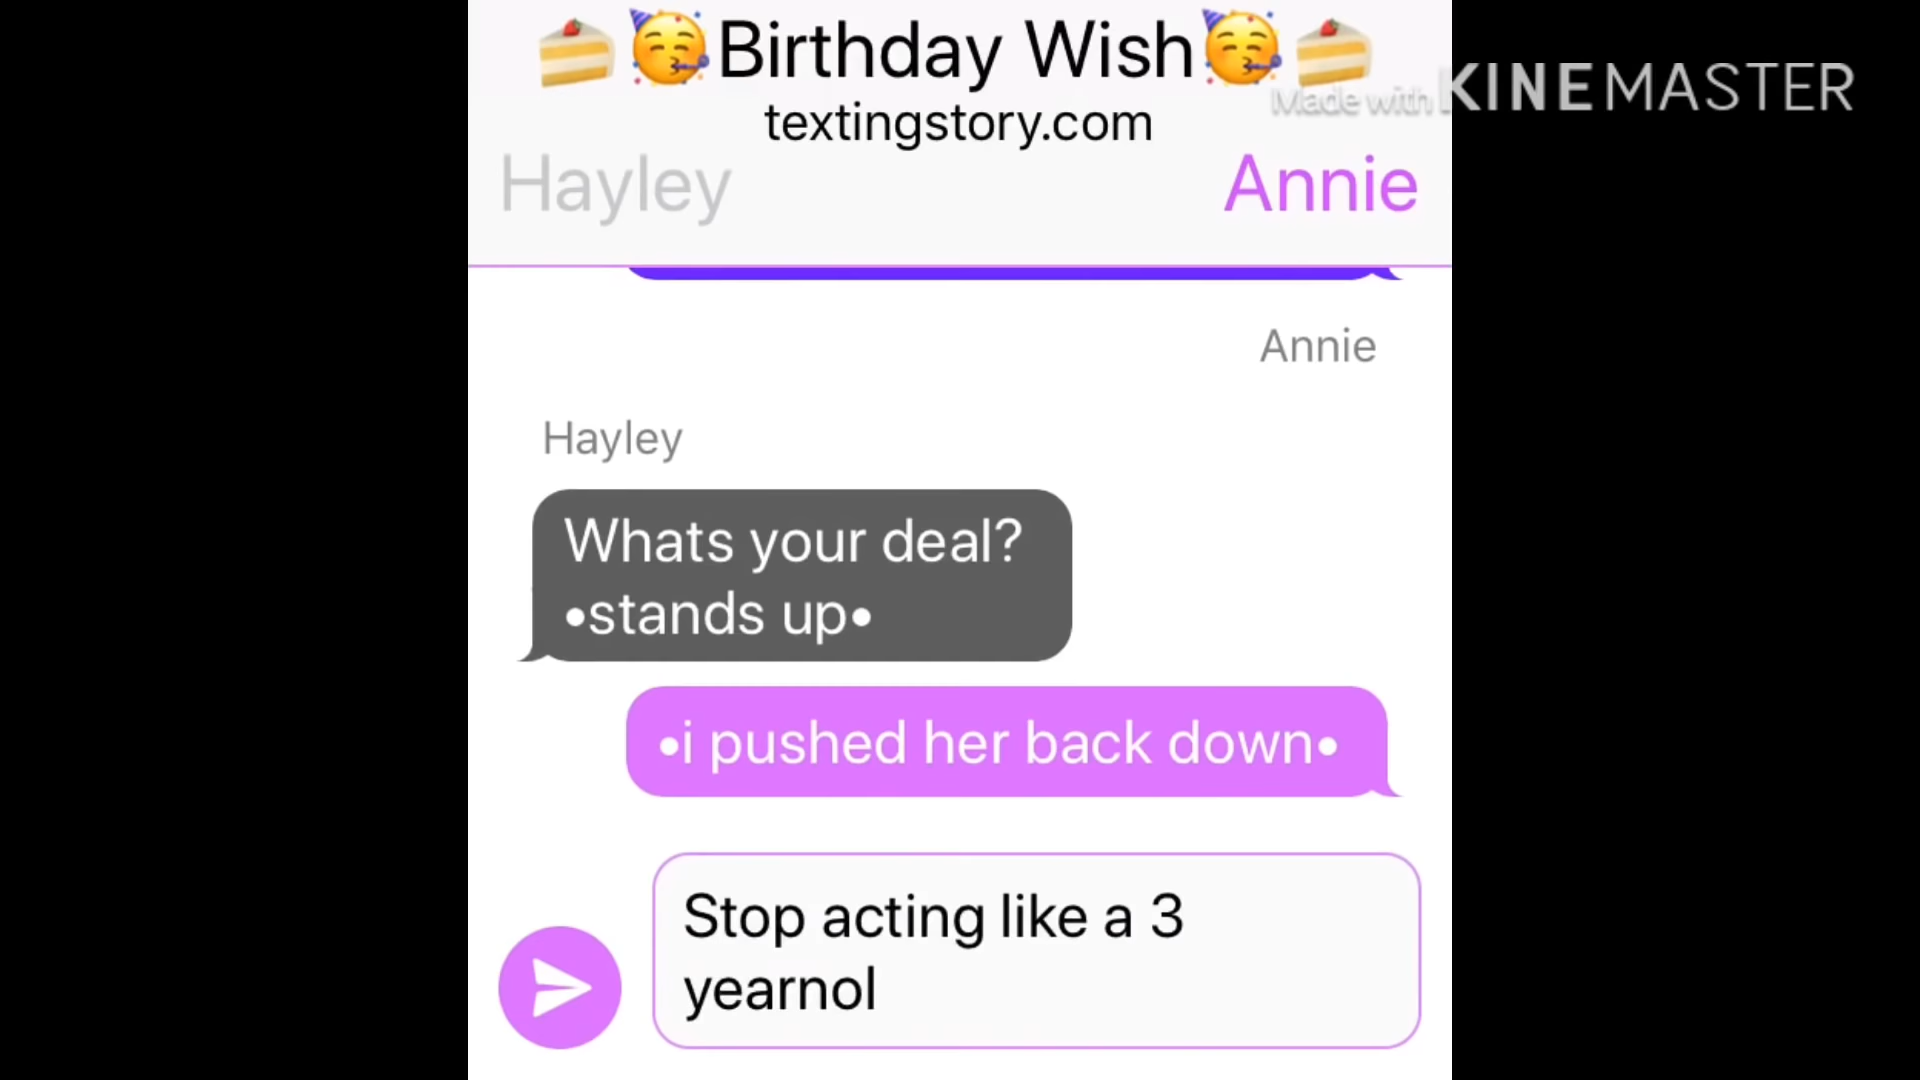 🍰🥳Birthday Wish🥳🍰
textingstory.com
Made with KINEMASTER
Hayley
Annie
Annie
Hayley
Whats your deal?
•stands up•
•i pushed her back down•
Stop acting like a 3
yearnol